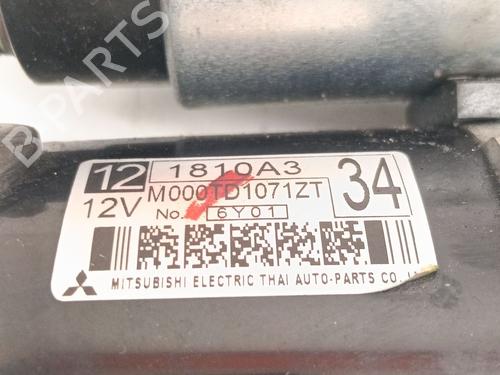 12 1810A3 34
12V M000TD1071ZT
No. 6Y01
MITSUBISHI ELECTRIC THAI AUTO-PARTS CO.
B-PARTS